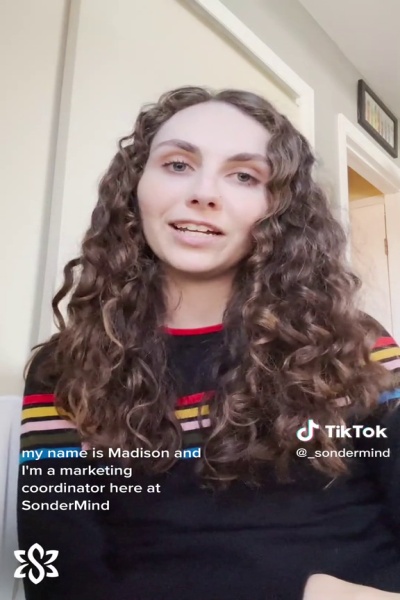 TikTok
@_sondermind
my name is Madison and
I'm a marketing
coordinator here at
SonderMind